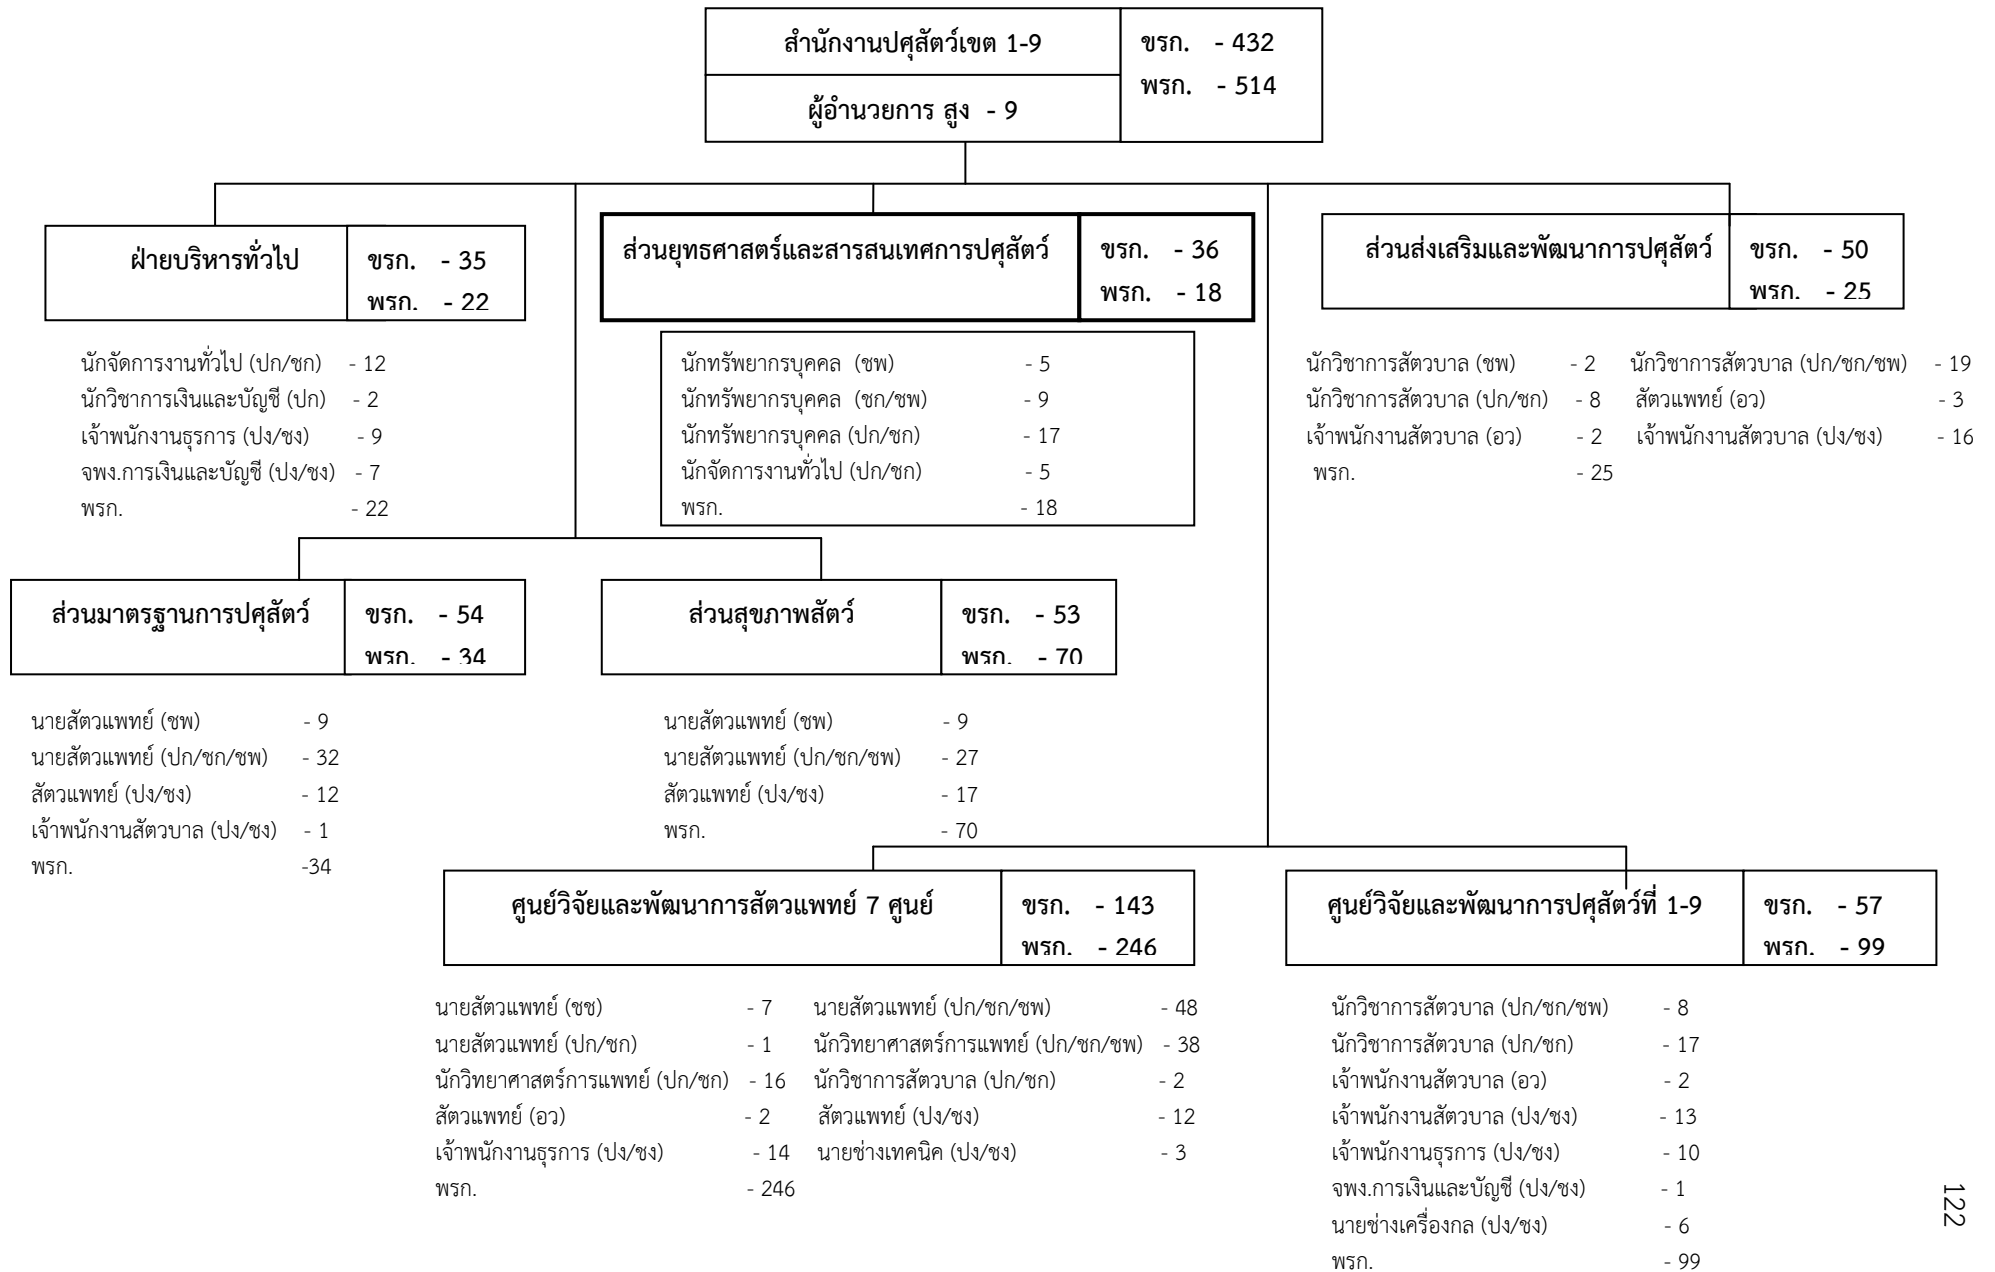 สำนักงานปศุสัตว์เขต 1-9
ผู้อำนวยการ สูง - 9
ขรก. - 432
พรก. - 514
ฝ่ายบริหารทั่วไป
ขรก. - 35
พรก. - 22
ส่วนยุทธศาสตร์และสารสนเทศการปศุสัตว์
ขรก. - 36
พรก. - 18
ส่วนส่งเสริมและพัฒนาการปศุสัตว์
ขรก. - 50
พรก. - 25
นักจัดการงานทั่วไป (ปก/ชก) - 12
นักวิชาการเงินและบัญชี (ปก) - 2
เจ้าพนักงานธุรการ (ปง/ชง) - 9
จพง.การเงินและบัญชี (ปง/ชง) - 7
พรก. - 22
นักทรัพยากรบุคคล (ชพ) - 5
นักทรัพยากรบุคคล (ชก/ชพ) - 9
นักทรัพยากรบุคคล (ปก/ชก) - 17
นักจัดการงานทั่วไป (ปก/ชก) - 5
พรก. - 18
นักวิชาการสัตวบาล (ชพ) - 2 นักวิชาการสัตวบาล (ปก/ชก/ชพ) - 19
นักวิชาการสัตวบาล (ปก/ชก) - 8 สัตวแพทย์ (อว) - 3
เจ้าพนักงานสัตวบาล (อว) - 2 เจ้าพนักงานสัตวบาล (ปง/ชง) - 16
พรก. - 25
ส่วนมาตรฐานการปศุสัตว์
ขรก. - 54
พรก. - 34
ส่วนสุขภาพสัตว์
ขรก. - 53
พรก. - 70
นายสัตวแพทย์ (ชพ) - 9
นายสัตวแพทย์ (ปก/ชก/ชพ) - 32
สัตวแพทย์ (ปง/ชง) - 12
เจ้าพนักงานสัตวบาล (ปง/ชง) - 1
พรก. -34
นายสัตวแพทย์ (ชพ) - 9
นายสัตวแพทย์ (ปก/ชก/ชพ) - 27
สัตวแพทย์ (ปง/ชง) - 17
พรก. - 70
ศูนย์วิจัยและพัฒนาการสัตวแพทย์ 7 ศูนย์
ขรก. - 143
พรก. - 246
ศูนย์วิจัยและพัฒนาการปศุสัตว์ที่ 1-9
ขรก. - 57
พรก. - 99
นายสัตวแพทย์ (ชช) - 7 นายสัตวแพทย์ (ปก/ชก/ชพ) - 48
นายสัตวแพทย์ (ปก/ชก) - 1 นักวิทยาศาสตร์การแพทย์ (ปก/ชก/ชพ) - 38
นักวิทยาศาสตร์การแพทย์ (ปก/ชก) - 16 นักวิชาการสัตวบาล (ปก/ชก) - 2
สัตวแพทย์ (อว) - 2 สัตวแพทย์ (ปง/ชง) - 12
เจ้าพนักงานธุรการ (ปง/ชง) - 14 นายช่างเทคนิค (ปง/ชง) - 3
พรก. - 246
นักวิชาการสัตวบาล (ปก/ชก/ชพ) - 8
นักวิชาการสัตวบาล (ปก/ชก) - 17
เจ้าพนักงานสัตวบาล (อว) - 2
เจ้าพนักงานสัตวบาล (ปง/ชง) - 13
เจ้าพนักงานธุรการ (ปง/ชง) - 10
จพง.การเงินและบัญชี (ปง/ชง) - 1
นายช่างเครื่องกล (ปง/ชง) - 6
พรก. - 99
122